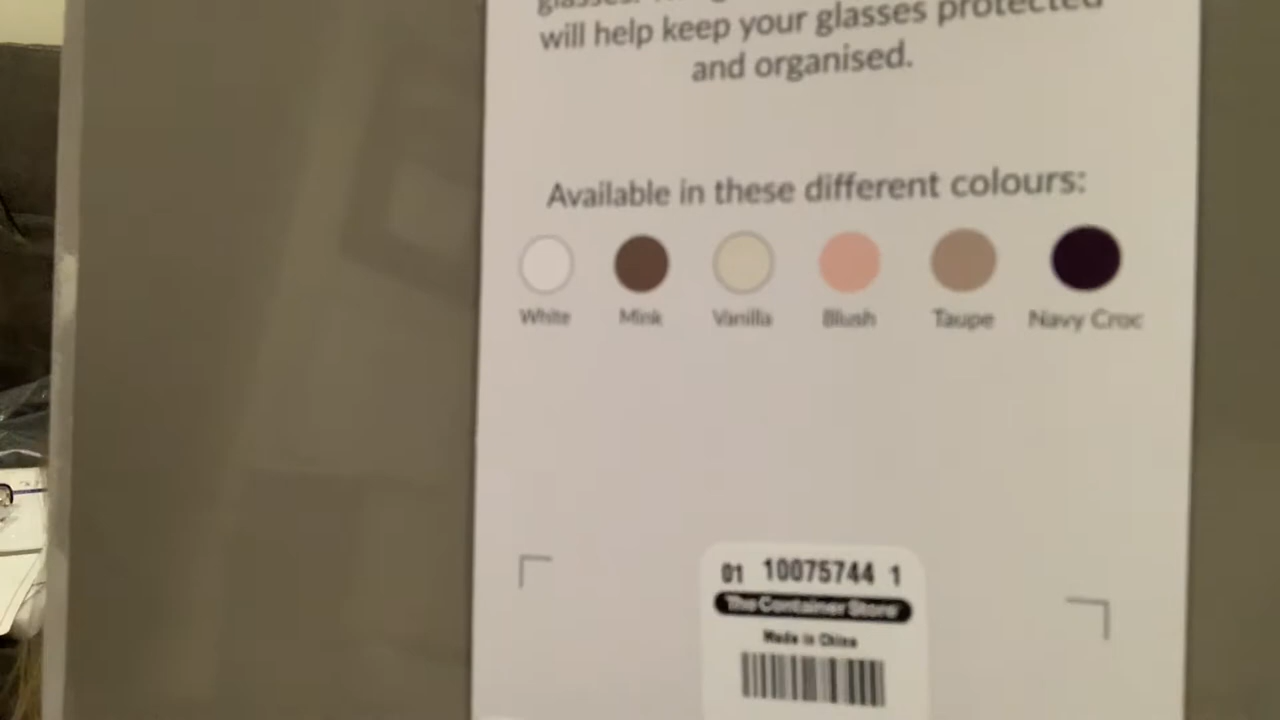 glasses.
will help keep your glasses protected
and organised.
Available in these different colours:
White Mink Vanilla Blush Taupe Navy Croc
01 10075744 1
The Container Store
Made in China